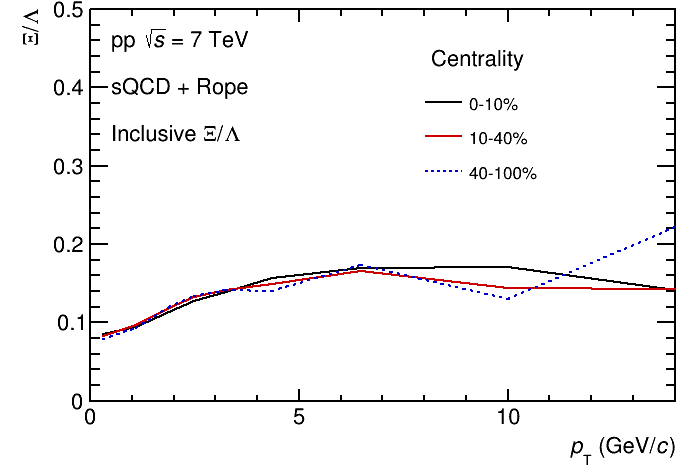 Ξ/Λ
0.5
pp √s = 7 TeV
Centrality
sQCD + Rope
0.4
0-10%
Inclusive Ξ/Λ
10-40%
0.3
40-100%
0.2
0.1
0
0 5 10
p_T (GeV/c)